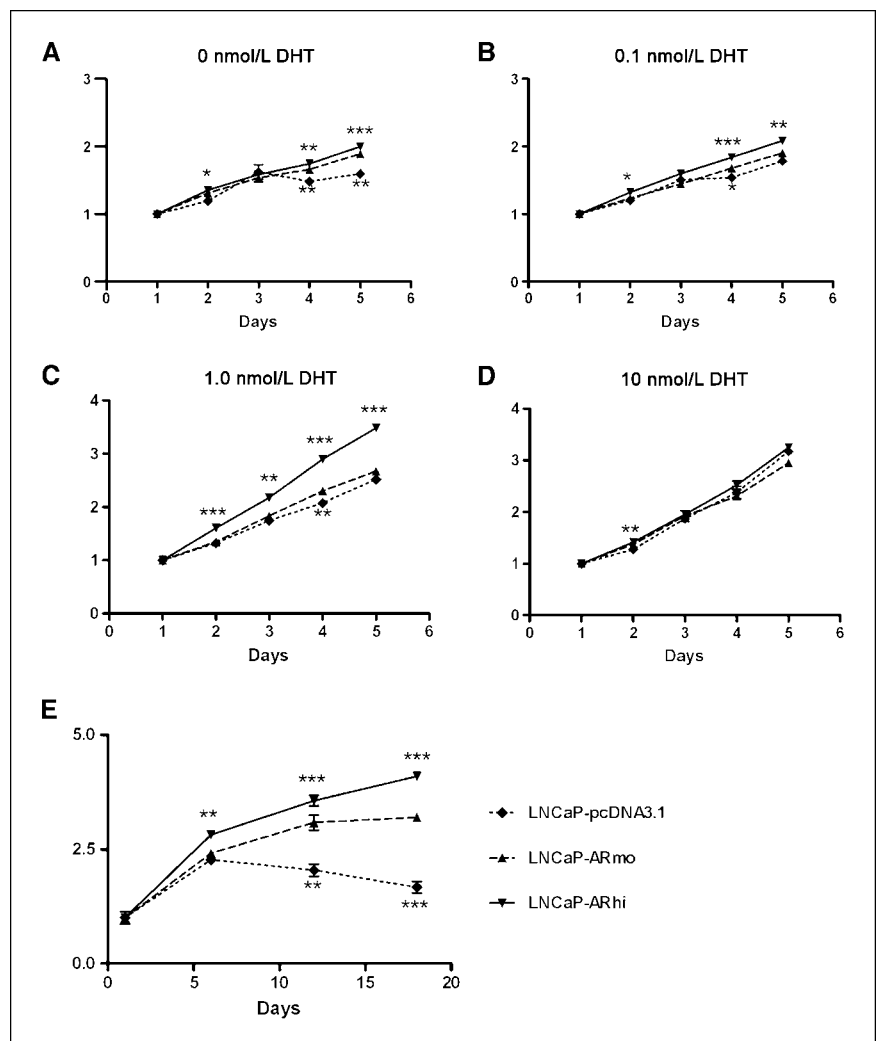 A
0 nmol/L DHT
3
2
1
0
* ** *** ** **
0 1 2 3 4 5 6
Days
B
0.1 nmol/L DHT
3
2
1
0
* *** ** *
0 1 2 3 4 5 6
Days
C
1.0 nmol/L DHT
4
3
2
1
0
*** ** *** *** **
0 1 2 3 4 5 6
Days
D
10 nmol/L DHT
4
3
2
1
0
**
0 1 2 3 4 5 6
Days
E
5.0
2.5
0.0
** *** *** ** ***
0 5 10 15 20
Days
LNCaP-pcDNA3.1
LNCaP-ARmo
LNCaP-ARhi